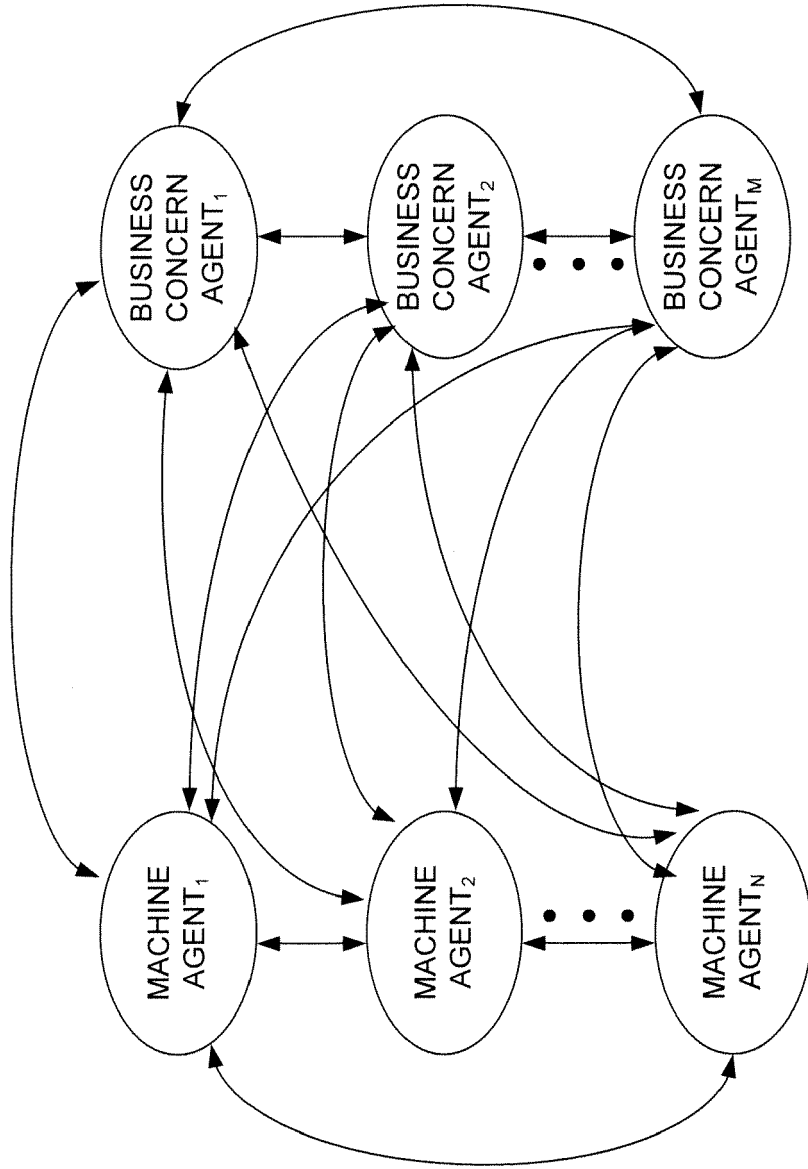 BUSINESS
CONCERN
AGENT₁
BUSINESS
CONCERN
AGENT₂
BUSINESS
CONCERN
AGENTM
MACHINE
AGENT₁
MACHINE
AGENT₂
MACHINE
AGENTN